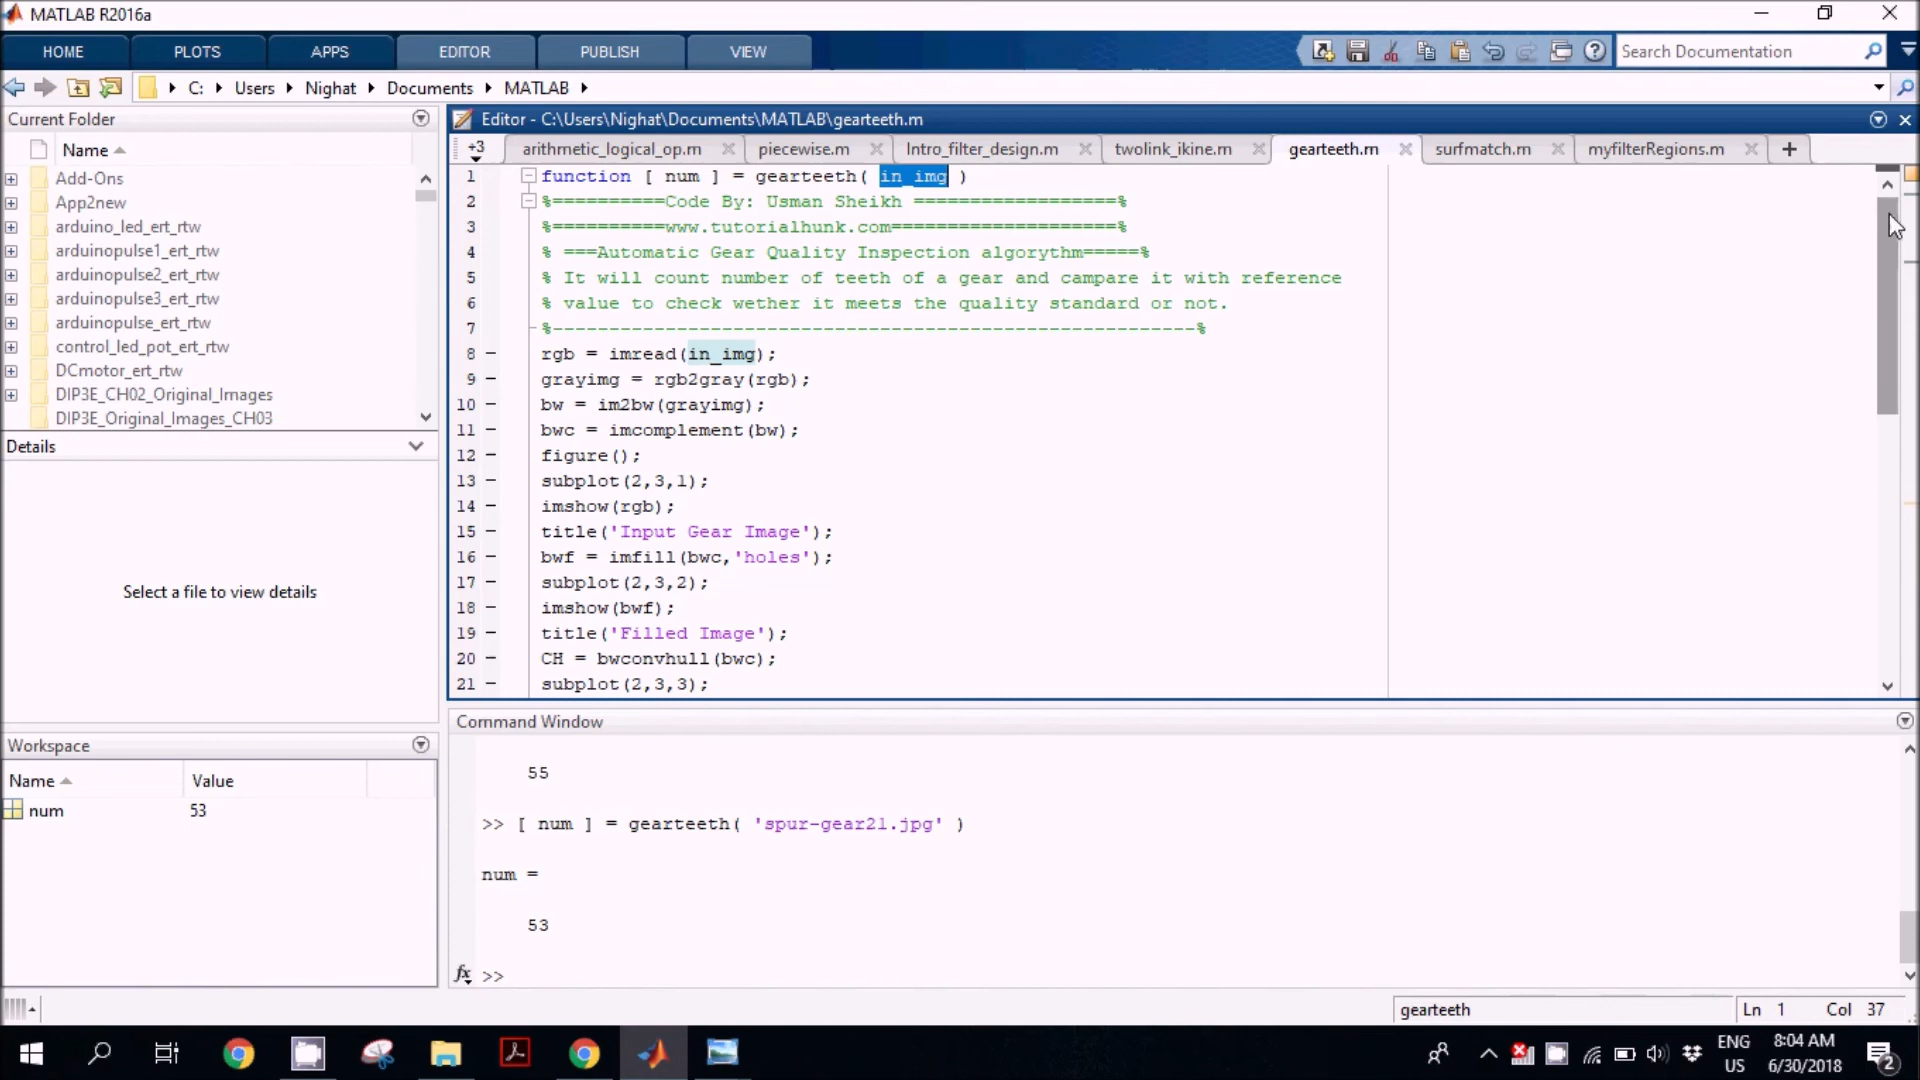 MATLAB R2016a
HOME PLOTS APPS EDITOR PUBLISH VIEW Search Documentation
C: Users Nighat Documents MATLAB
Current Folder
Name
Add-Ons
App2new
arduino_led_ert_rtw
arduinopulse1_ert_rtw
arduinopulse2_ert_rtw
arduinopulse3_ert_rtw
arduinopulse_ert_rtw
control_led_pot_ert_rtw
DCmotor_ert_rtw
DIP3E_CH02_Original_Images
DIP3E_Original_Images_CH03
Details
Select a file to view details
Workspace
Name Value
num 53
Editor - C:\Users\Nighat\Documents\MATLAB\gearteeth.m
+3 arithmetic_logical_op.m piecewise.m Intro_filter_design.m twolink_ikine.m gearteeth.m surfmatch.m myfilterRegions.m +
1 function [ num ] = gearteeth( in_img )
2 %==========Code By: Usman Sheikh ==================%
3 %==========www.tutorialhunk.com====================%
4 % ===Automatic Gear Quality Inspection algorythm=====%
5 % It will count number of teeth of a gear and campare it with reference
6 % value to check wether it meets the quality standard or not.
7 %---------------------------------------------------------%
8 – rgb = imread(in_img);
9 – grayimg = rgb2gray(rgb);
10 – bw = im2bw(grayimg);
11 – bwc = imcomplement(bw);
12 – figure();
13 – subplot(2,3,1);
14 – imshow(rgb);
15 – title('Input Gear Image');
16 – bwf = imfill(bwc,'holes');
17 – subplot(2,3,2);
18 – imshow(bwf);
19 – title('Filled Image');
20 – CH = bwconvhull(bwc);
21 – subplot(2,3,3);
Command Window
55
>> [ num ] = gearteeth( 'spur-gear21.jpg' )
num =
53
fx >>
gearteeth Ln 1 Col 37
ENG 8:04 AM
US 6/30/2018 2